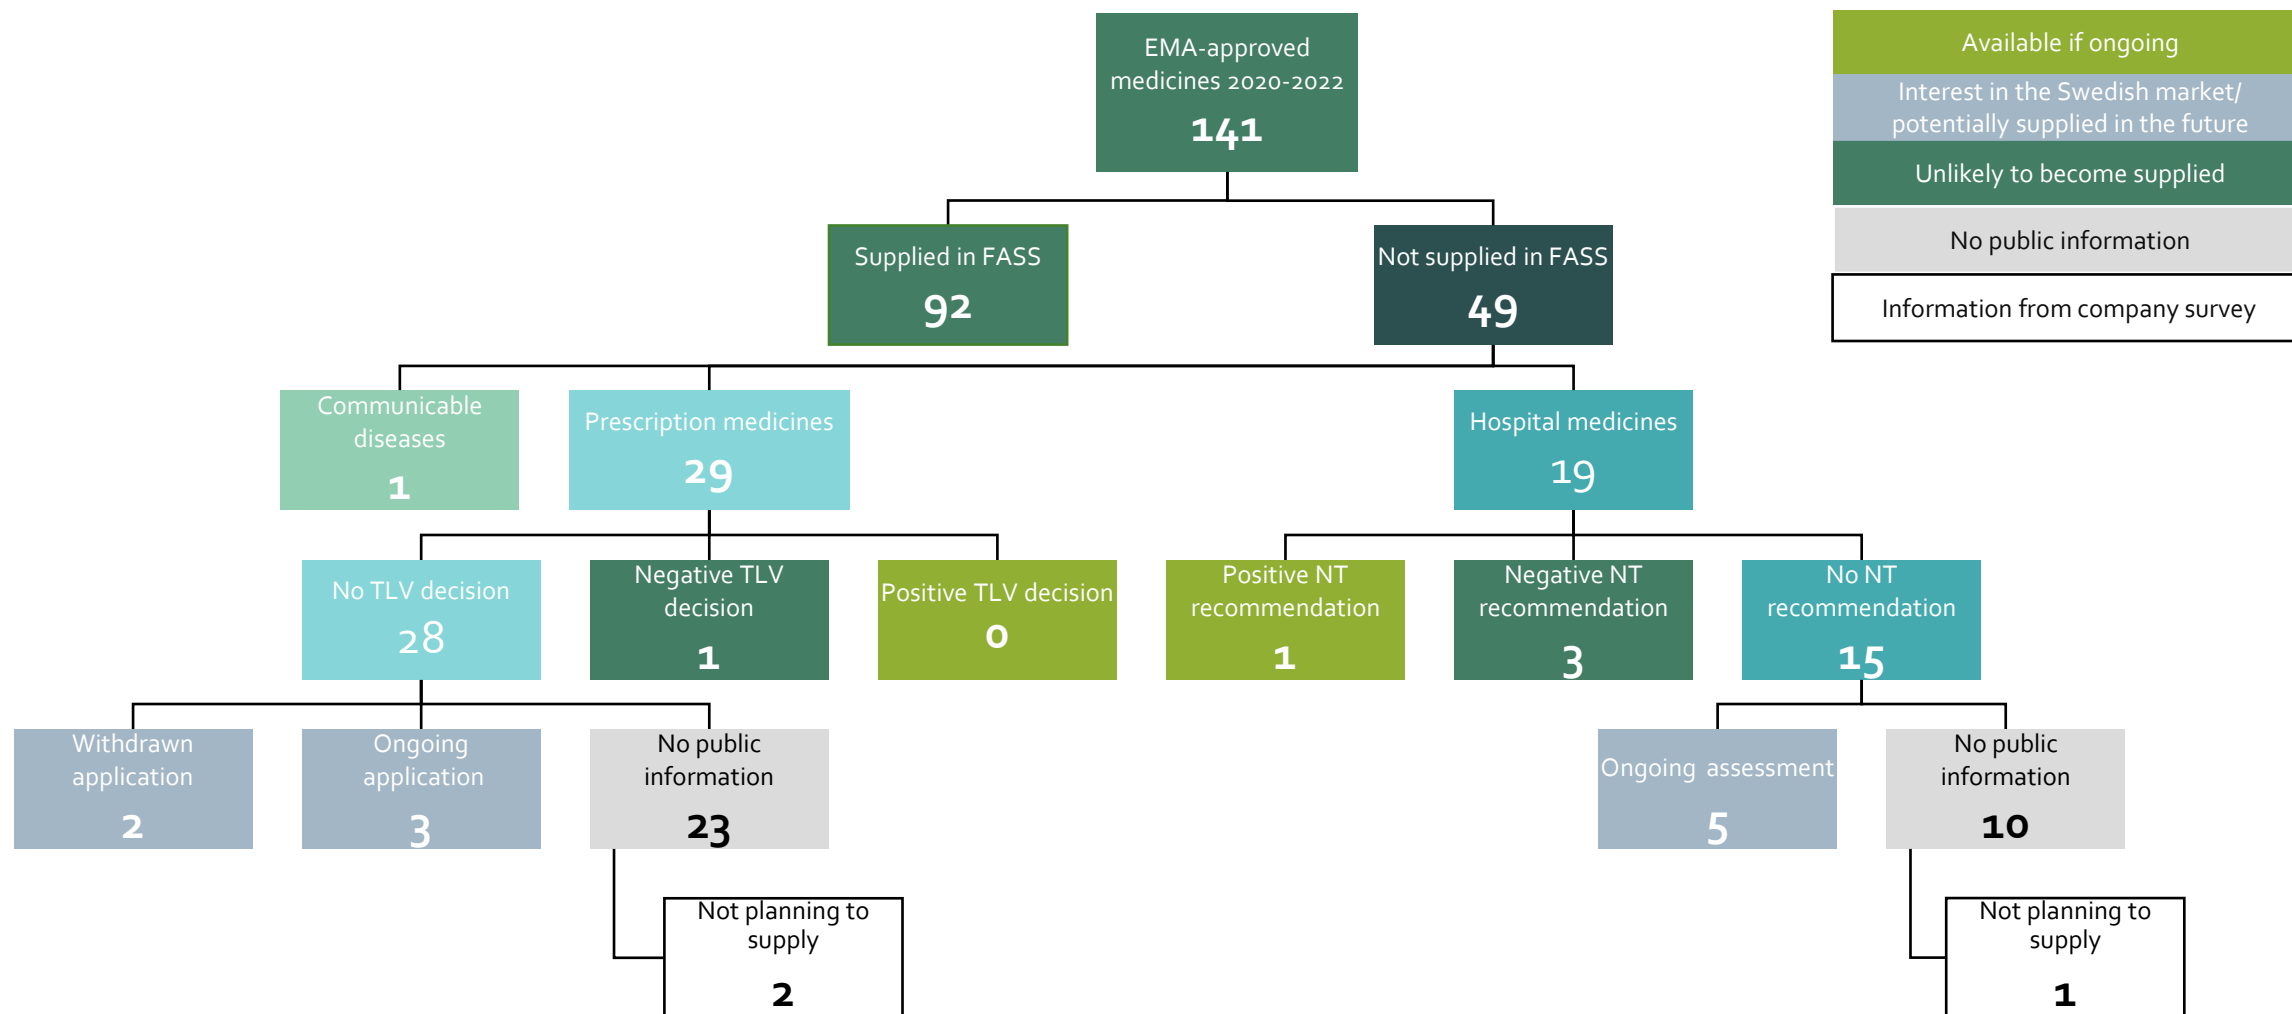 EMA-approved
medicines 2020-2022
141
Available if ongoing
Interest in the Swedish market/
potentially supplied in the future
Unlikely to become supplied
No public information
Information from company survey
Supplied in FASS
92
Not supplied in FASS
49
Communicable
diseases
1
Prescription medicines
29
Hospital medicines
19
No TLV decision
28
Negative TLV
decision
1
Positive TLV decision
0
Positive NT
recommendation
1
Negative NT
recommendation
3
No NT
recommendation
15
Withdrawn
application
2
Ongoing
application
3
No public
information
23
Ongoing assessment
5
No public
information
10
Not planning to
supply
2
Not planning to
supply
1